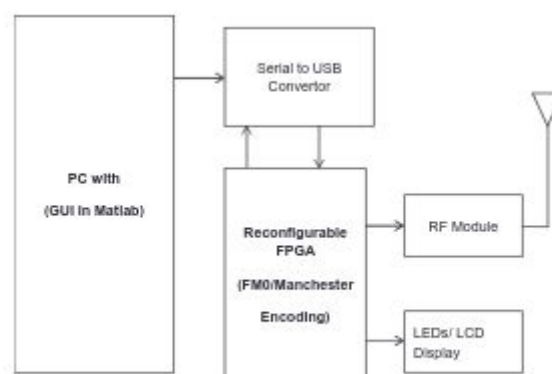 PC with
(GUI in Matlab)
Serial to USB
Convertor
Reconfigurable
FPGA
(FM0/Manchester
Encoding)
RF Module
LEDs/ LCD
Display